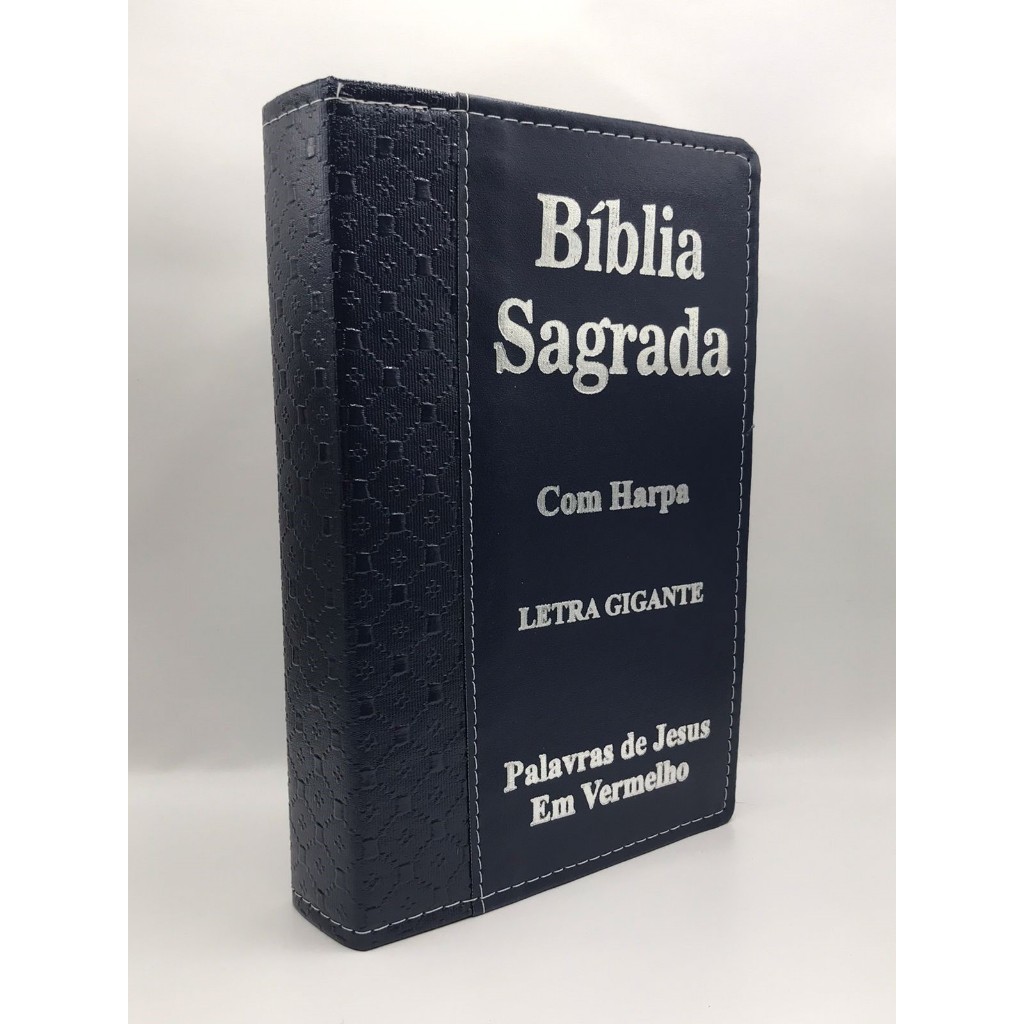 Bíblia
Sagrada
Com Harpa
LETRA GIGANTE
Palavras de Jesus
Em Vermelho